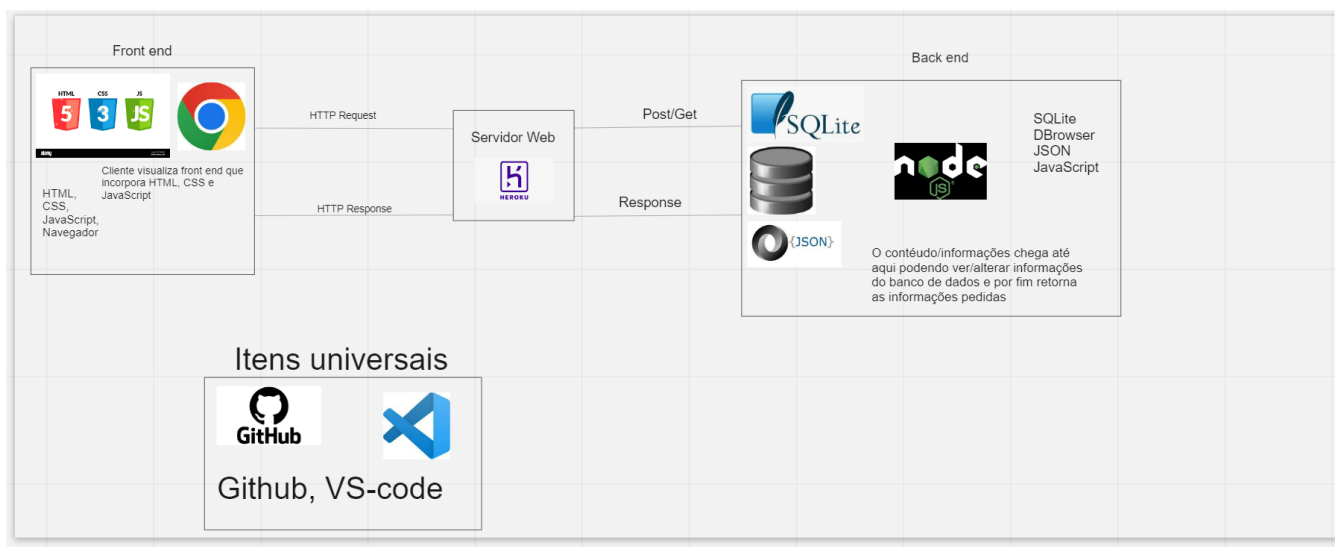 Front end
HTML CSS JS
5 3 JS
alamy
Cliente visualiza front end que
incorpora HTML, CSS e
JavaScript
HTML,
CSS,
JavaScript,
Navegador
HTTP Request
HTTP Response
Servidor Web
HEROKU
Post/Get
Response
Back end
SQLite
{JSON}
node
JS
SQLite
DBrowser
JSON
JavaScript
O contéudo/informações chega até
aqui podendo ver/alterar informações
do banco de dados e por fim retorna
as informações pedidas
Itens universais
GitHub
Github, VS-code